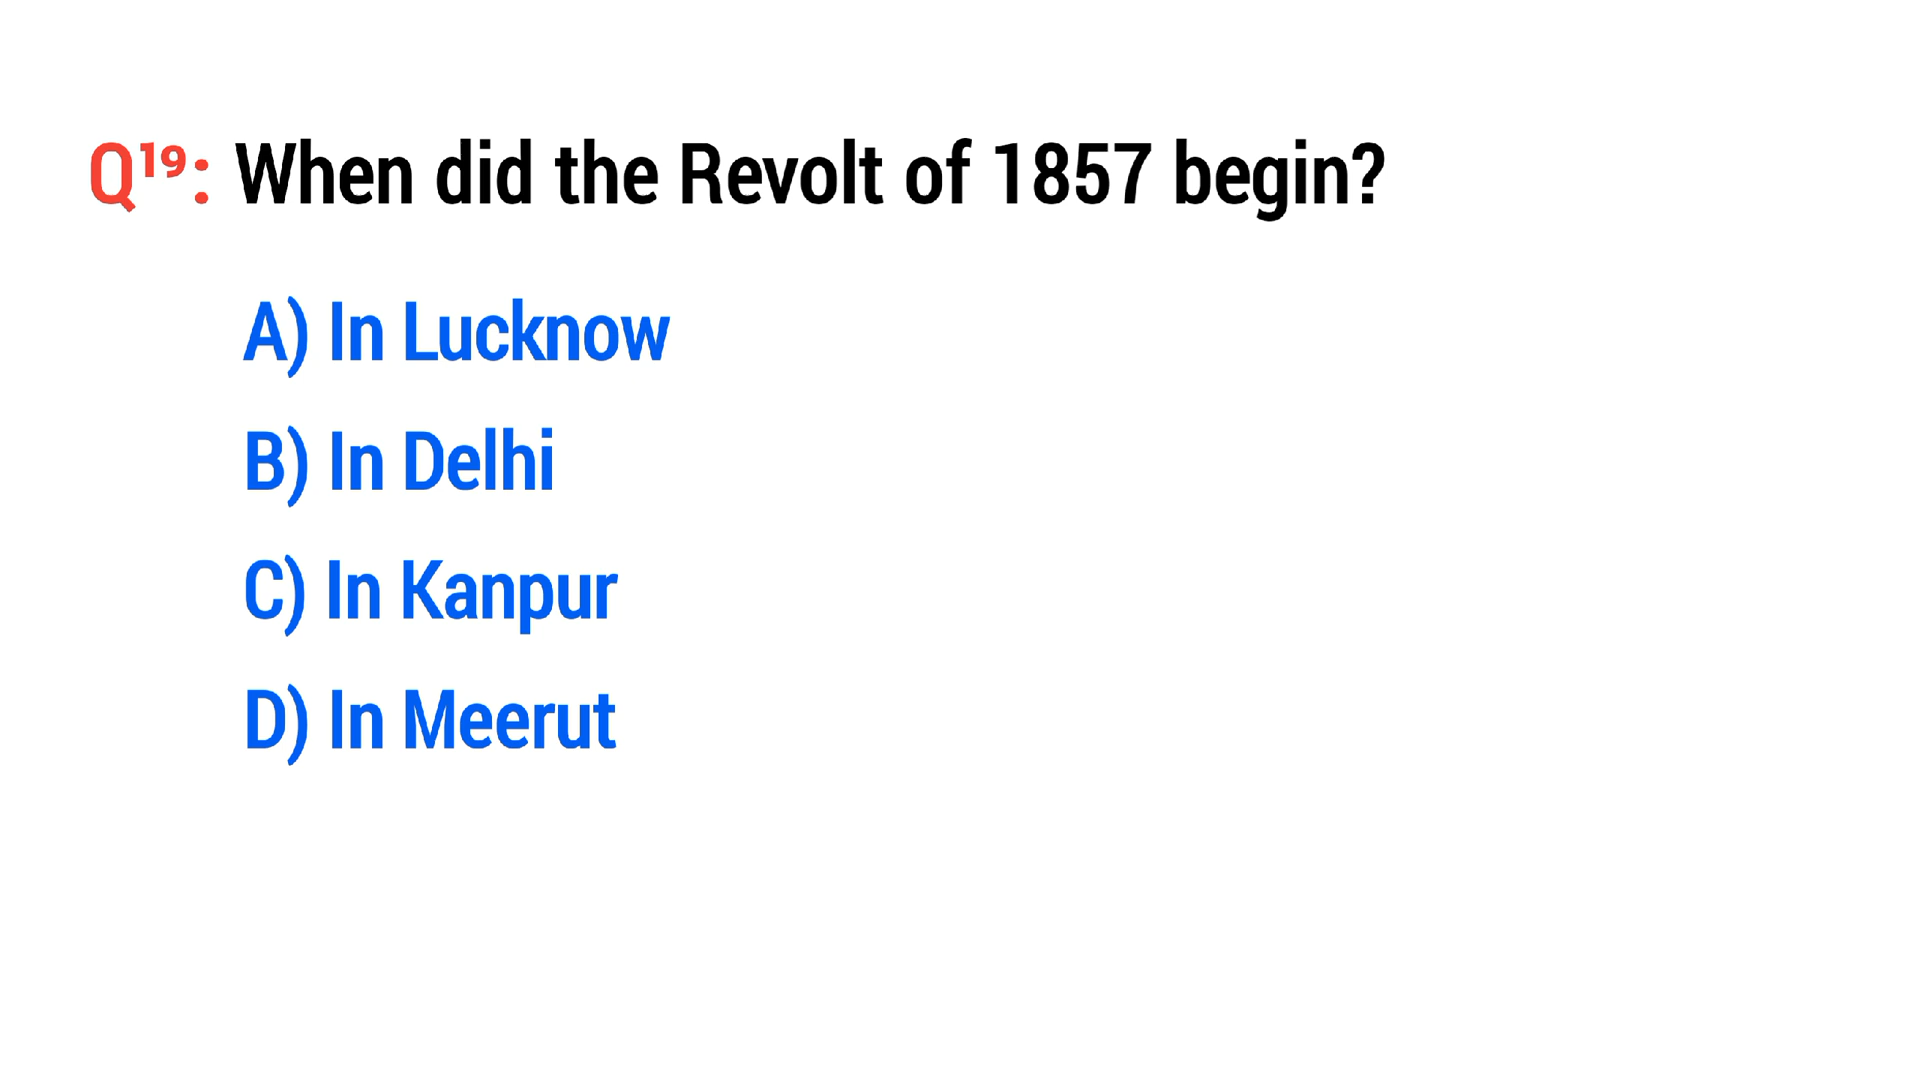 Q¹⁹: When did the Revolt of 1857 begin?
A) In Lucknow
B) In Delhi
C) In Kanpur
D) In Meerut